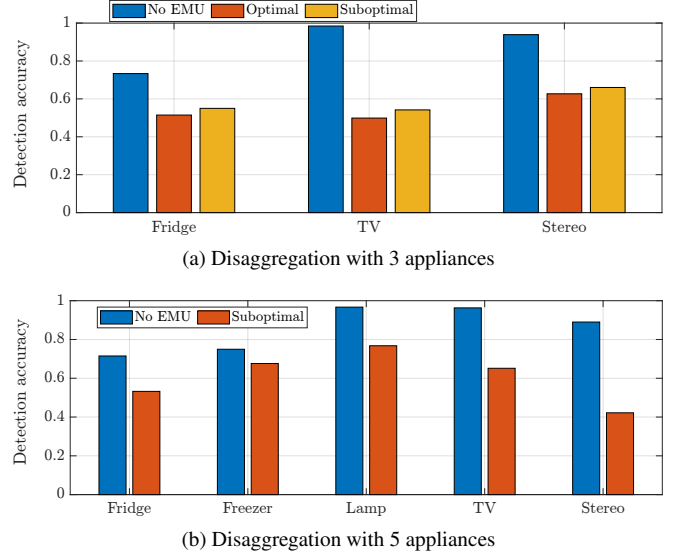 No EMU Optimal Suboptimal
1
0.8
0.6
0.4
0.2
0
Detection accuracy
Fridge TV Stereo
(a) Disaggregation with 3 appliances
No EMU Suboptimal
1
0.8
0.6
0.4
0.2
0
Detection accuracy
Fridge Freezer Lamp TV Stereo
(b) Disaggregation with 5 appliances